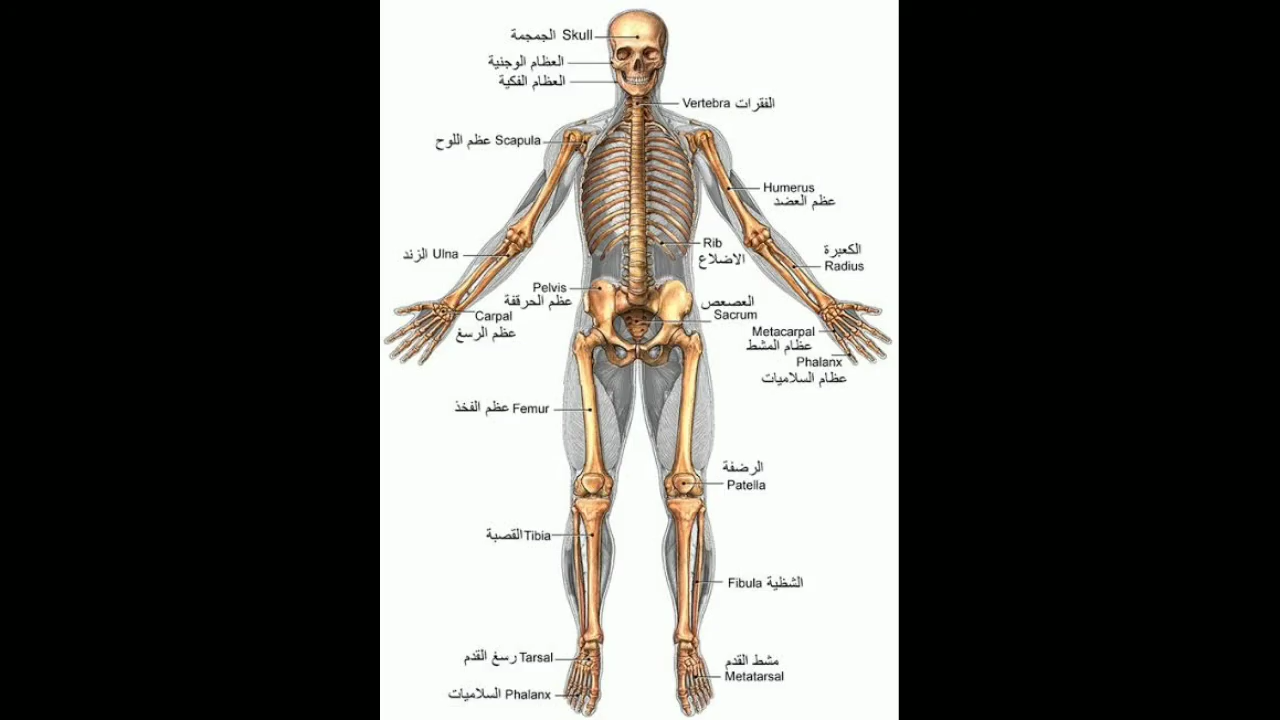 الجمجمة Skull
العظام الوجنية
العظام الفكية
Vertebra الفقرات
عظم اللوح Scapula
Humerus
عظم العضد
Rib
الاضلاع
الكعبرة
Radius
الزند Ulna
Pelvis
عظم الحرقفة
العصعص
Sacrum
Carpal
عظم الرسغ
Metacarpal
عظام المشط
Phalanx
عظام السلاميات
عظم الفخذ Femur
الرضفة
Patella
القصبة Tibia
Fibula الشظية
رسغ القدم Tarsal
مشط القدم
Metatarsal
السلاميات Phalanx